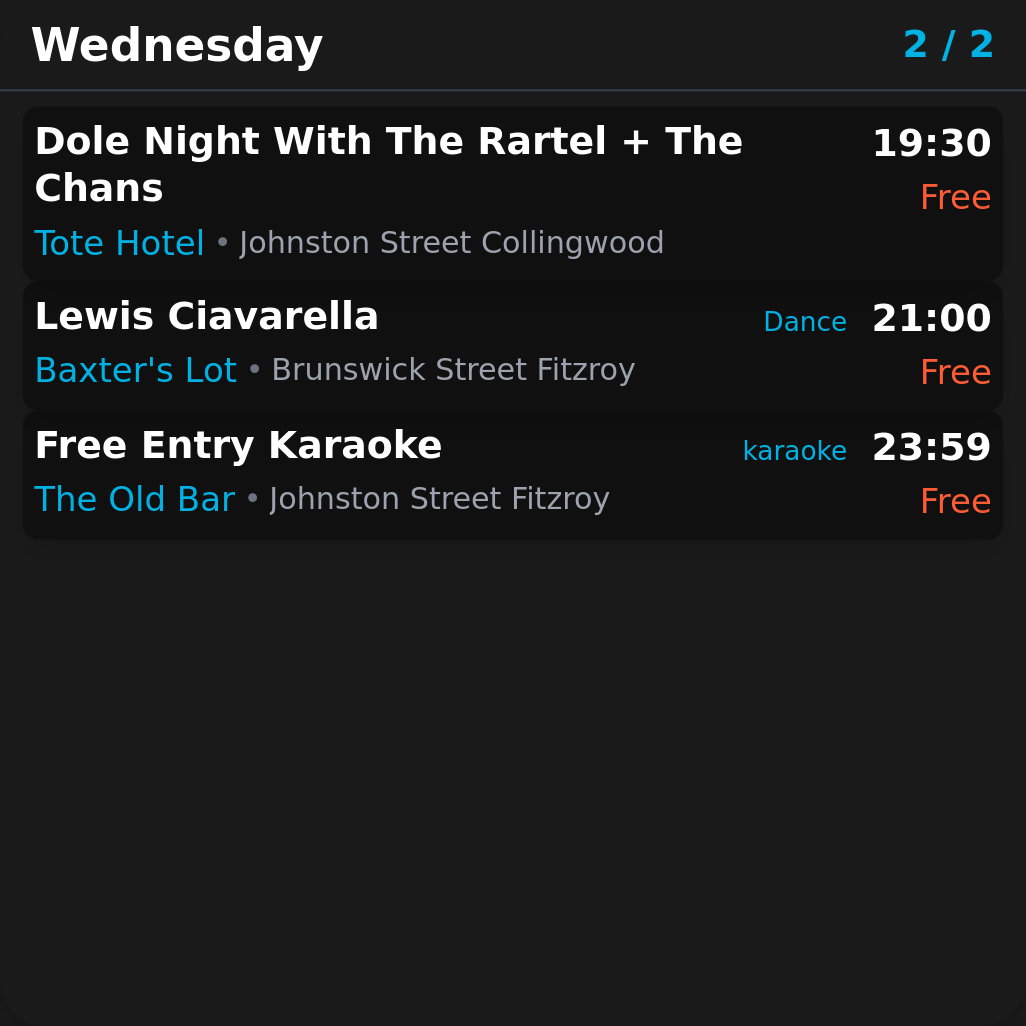 Wednesday 2 / 2
Dole Night With The Rartel + The Chans 19:30
Free
Tote Hotel • Johnston Street Collingwood
Lewis Ciavarella Dance 21:00
Baxter's Lot • Brunswick Street Fitzroy Free
Free Entry Karaoke karaoke 23:59
The Old Bar • Johnston Street Fitzroy Free